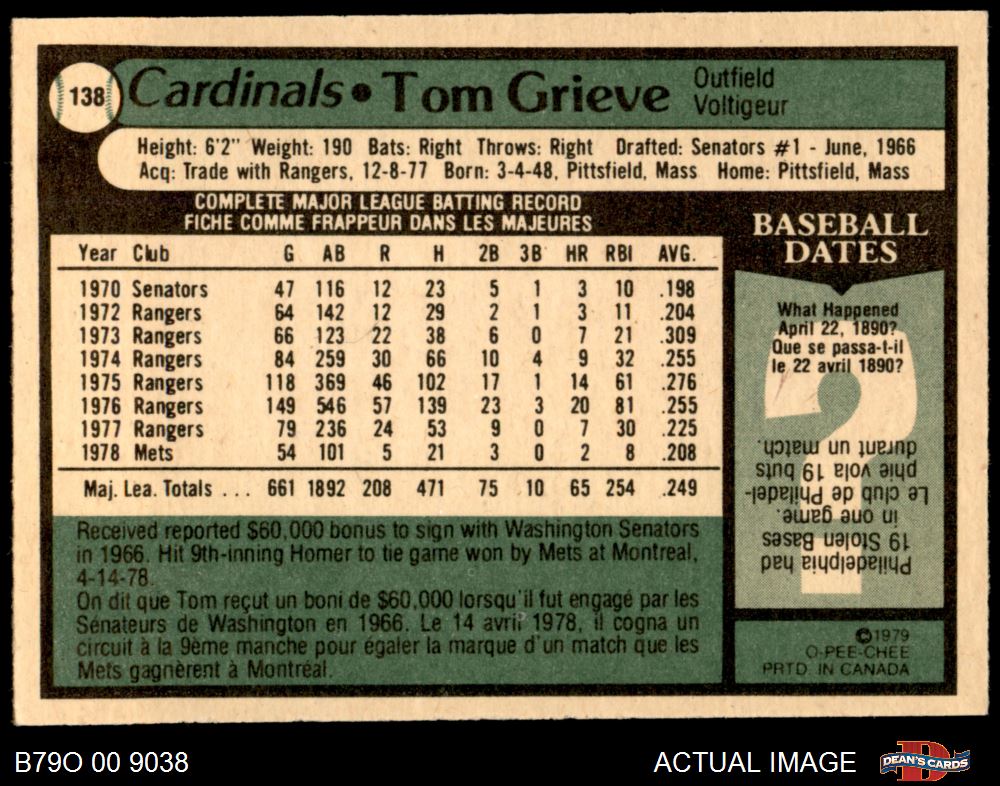 138 Cardinals • Tom Grieve Outfield
Voltigeur
Height: 6'2" Weight: 190 Bats: Right Throws: Right Drafted: Senators #1 - June, 1966
Acq: Trade with Rangers, 12-8-77 Born: 3-4-48, Pittsfield, Mass Home: Pittsfield, Mass
COMPLETE MAJOR LEAGUE BATTING RECORD
FICHE COMME FRAPPEUR DANS LES MAJEURES
Year Club G AB R H 2B 3B HR RBI AVG.
1970 Senators 47 116 12 23 5 1 3 10 .198
1972 Rangers 64 142 12 29 2 1 3 11 .204
1973 Rangers 66 123 22 38 6 0 7 21 .309
1974 Rangers 84 259 30 66 10 4 9 32 .255
1975 Rangers 118 369 46 102 17 1 14 61 .276
1976 Rangers 149 546 57 139 23 3 20 81 .255
1977 Rangers 79 236 24 53 9 0 7 30 .225
1978 Mets 54 101 5 21 3 0 2 8 .208
Maj. Lea. Totals ... 661 1892 208 471 75 10 65 254 .249
Received reported $60,000 bonus to sign with Washington Senators
in 1966. Hit 9th-inning Homer to tie game won by Mets at Montreal,
4-14-78.
On dit que Tom reçut un boni de $60,000 lorsqu'il fut engagé par les
Sénateurs de Washington en 1966. Le 14 avril 1978, il cogna un
circuit à la 9ème manche pour égaler la marque d'un match que les
Mets gagnèrent à Montréal.
BASEBALL
DATES
What Happened
April 22, 1890?
Que se passa-t-il
le 22 avril 1890?
?
Philadelphia had
19 Stolen Bases
in one game.
Le club de Philadel-
phie vola 19 buts
durant un match.
©1979
O-PEE-CHEE
PRTD. IN CANADA
B79O 00 9038
ACTUAL IMAGE
D
DEAN'S CARDS